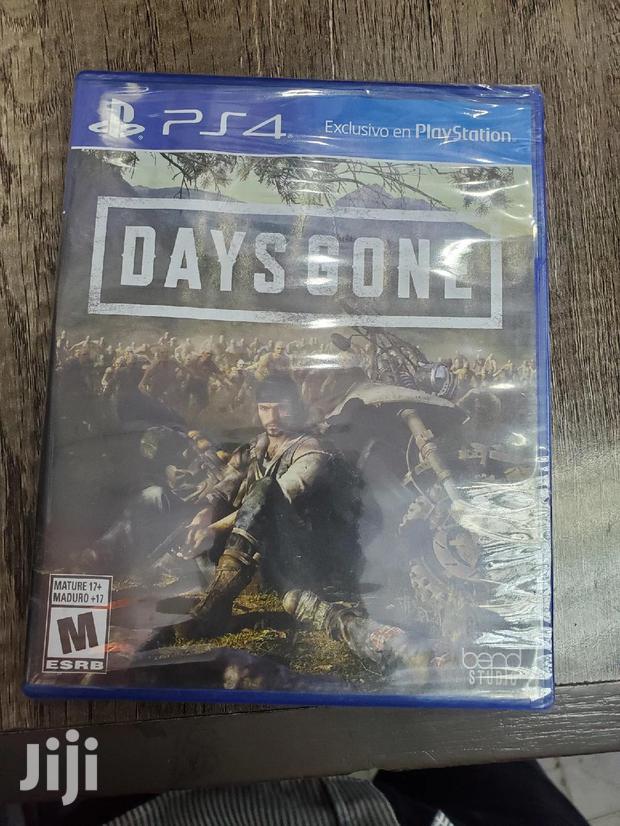 PS4
Exclusivo en PlayStation
DAYS GONE
MATURE 17+
MADURO +17
M
ESRB
bend
STUDIO
Jiji